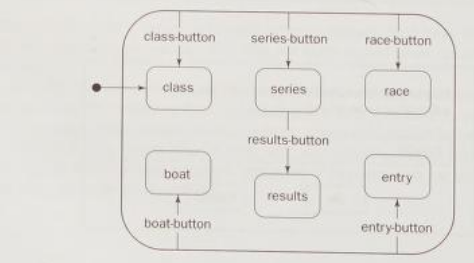 class-button
series-button
race-button
class
series
race
results-button
boat
entry
results
boat-button
entry-button